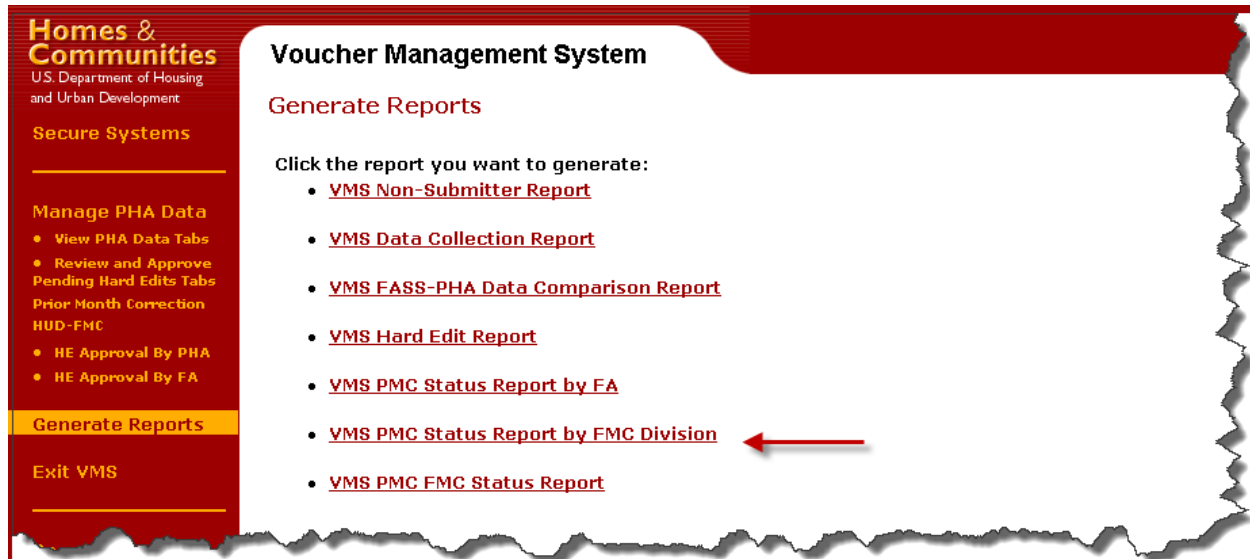 Homes &
Communities
U.S. Department of Housing
and Urban Development
Secure Systems
Manage PHA Data
• View PHA Data Tabs
• Review and Approve
Pending Hard Edits Tabs
Prior Month Correction
HUD-FMC
• HE Approval By PHA
• HE Approval By FA
Generate Reports
Exit VMS
Voucher Management System
Generate Reports
Click the report you want to generate:
• VMS Non-Submitter Report
• VMS Data Collection Report
• VMS FASS-PHA Data Comparison Report
• VMS Hard Edit Report
• VMS PMC Status Report by FA
• VMS PMC Status Report by FMC Division
• VMS PMC FMC Status Report